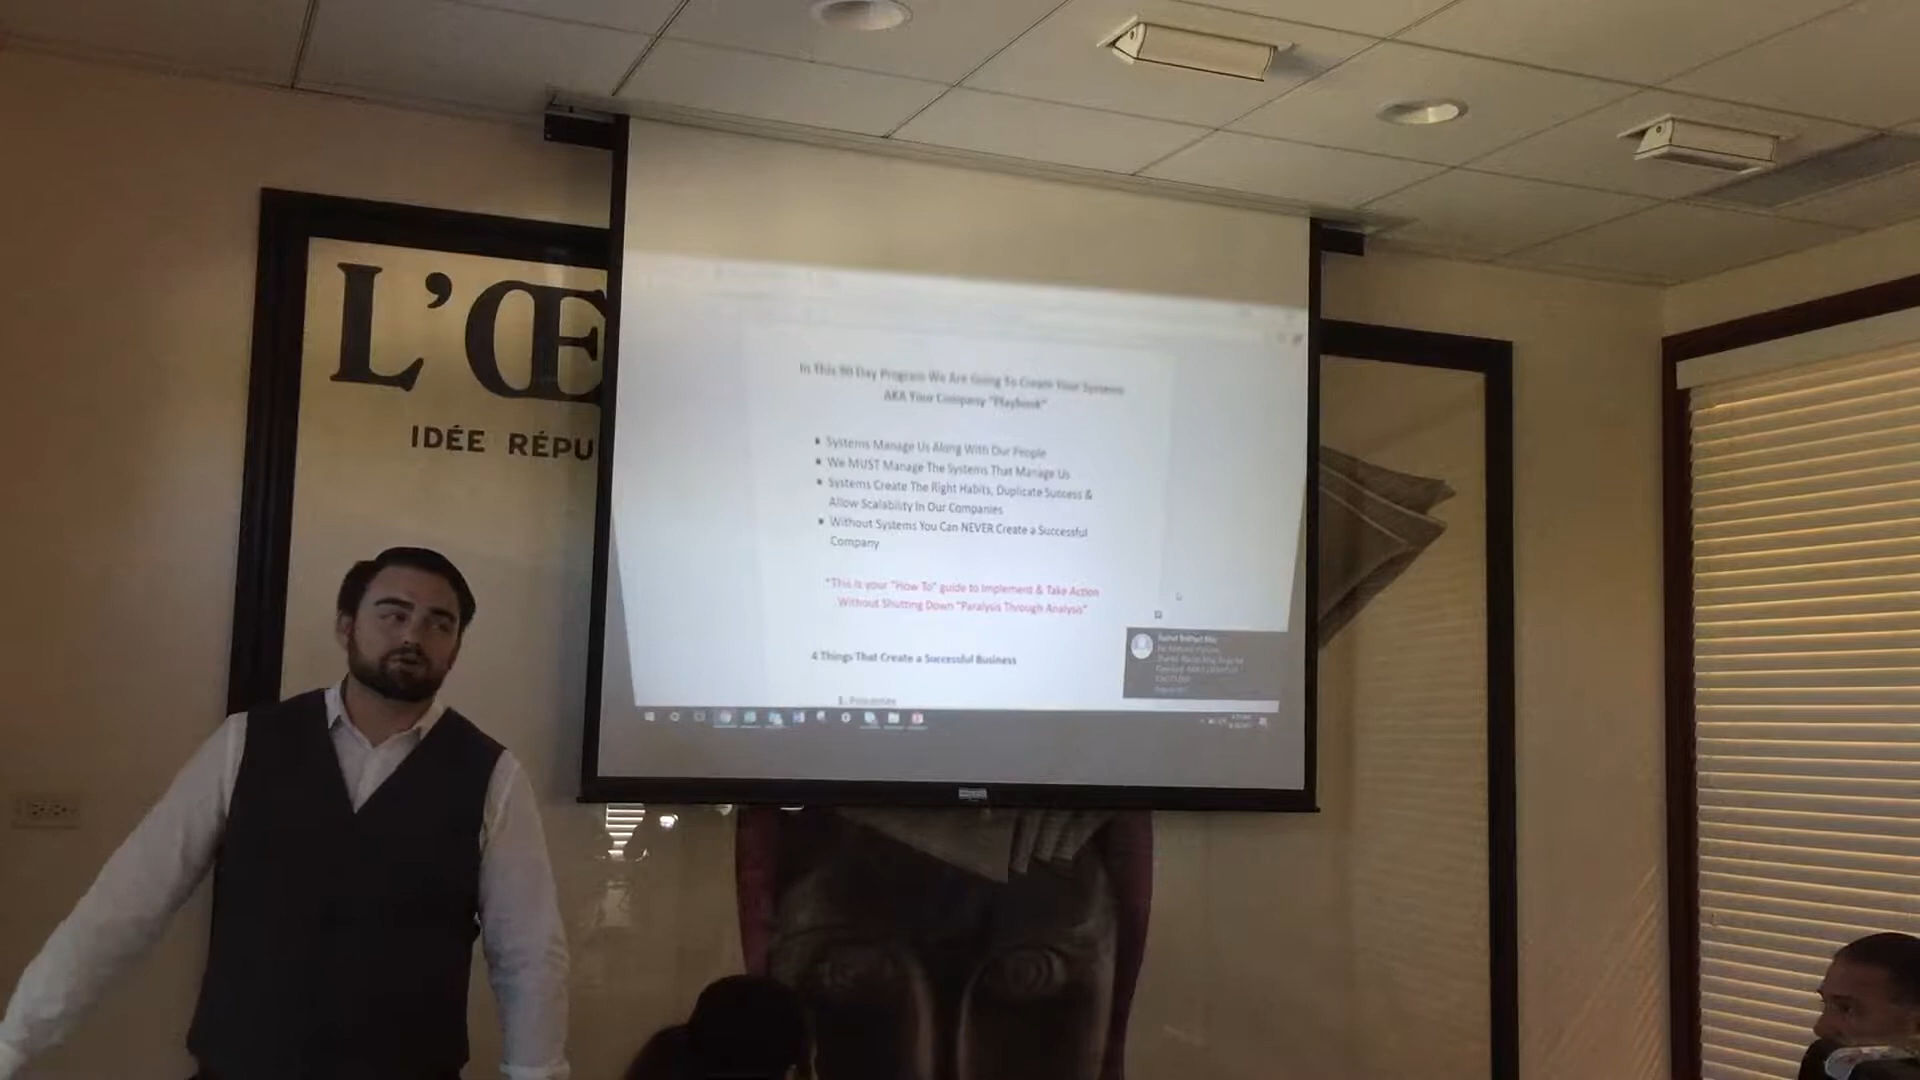 L'Œ
IDÉE RÉPU
In This 90 Day Program We Are Going To Create Your Systems
AKA Your Company "Playbook"
Systems Manage Us Along With Our People
We MUST Manage The Systems That Manage Us
Systems Create The Right Habits, Duplicate Success &
Allow Scalability In Our Companies
Without Systems You Can NEVER Create a Successful
Company
*This is your "How To" guide to Implement & Take Action
Without Shutting Down "Paralysis Through Analysis"
4 Things That Create a Successful Business
1. Processes